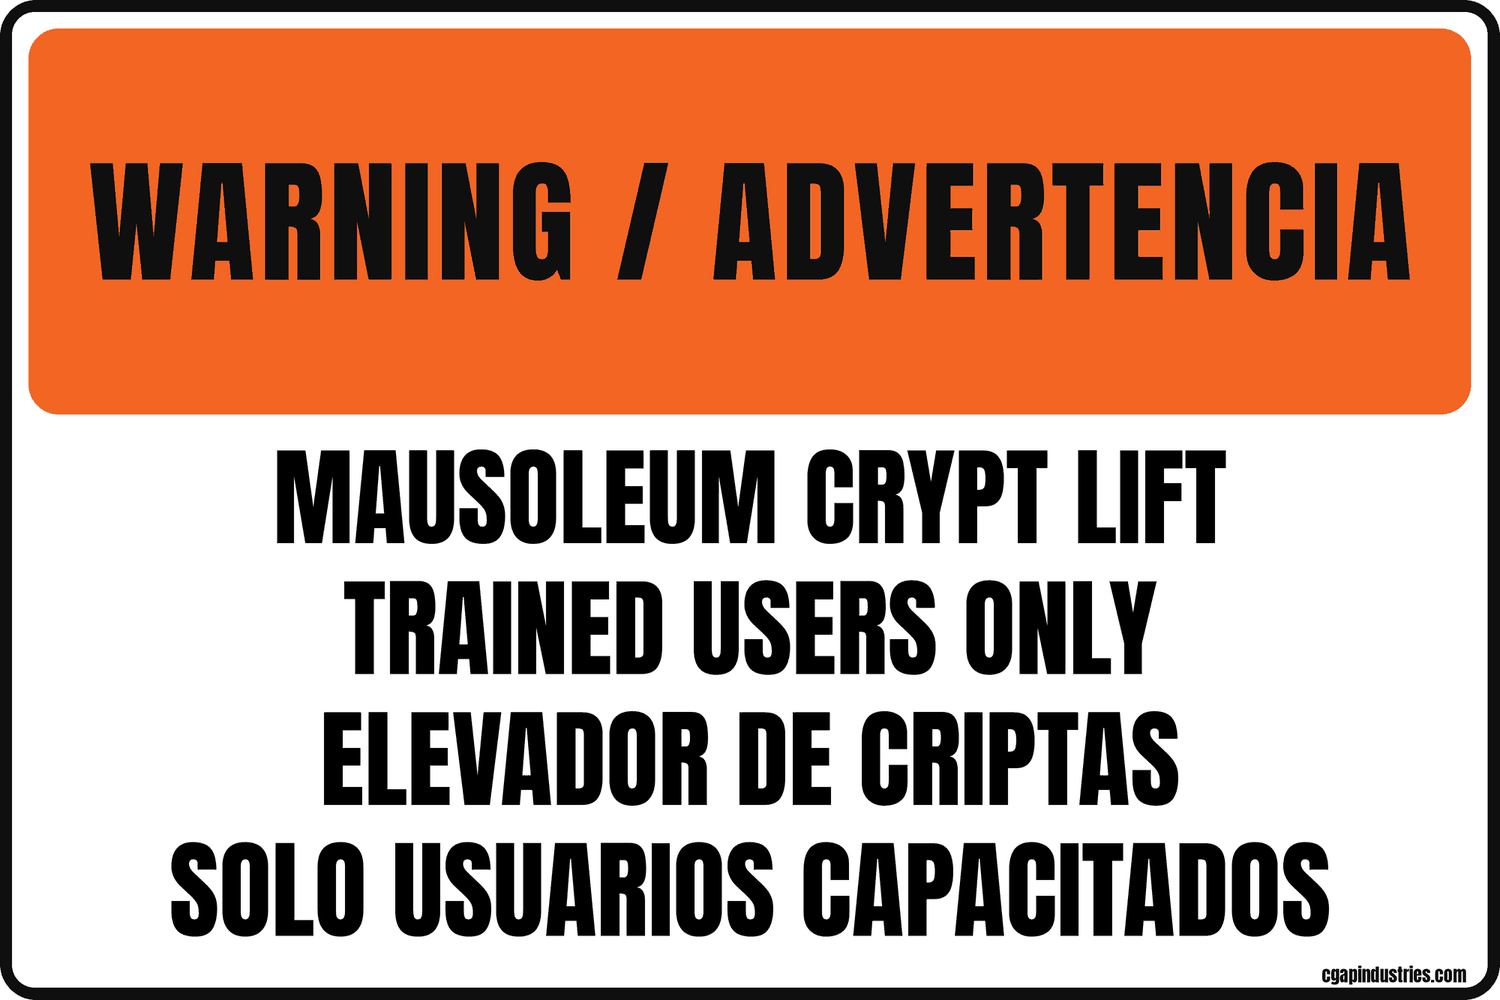 WARNING / ADVERTENCIA
MAUSOLEUM CRYPT LIFT
TRAINED USERS ONLY
ELEVADOR DE CRIPTAS
SOLO USUARIOS CAPACITADOS
cgapindustries.com